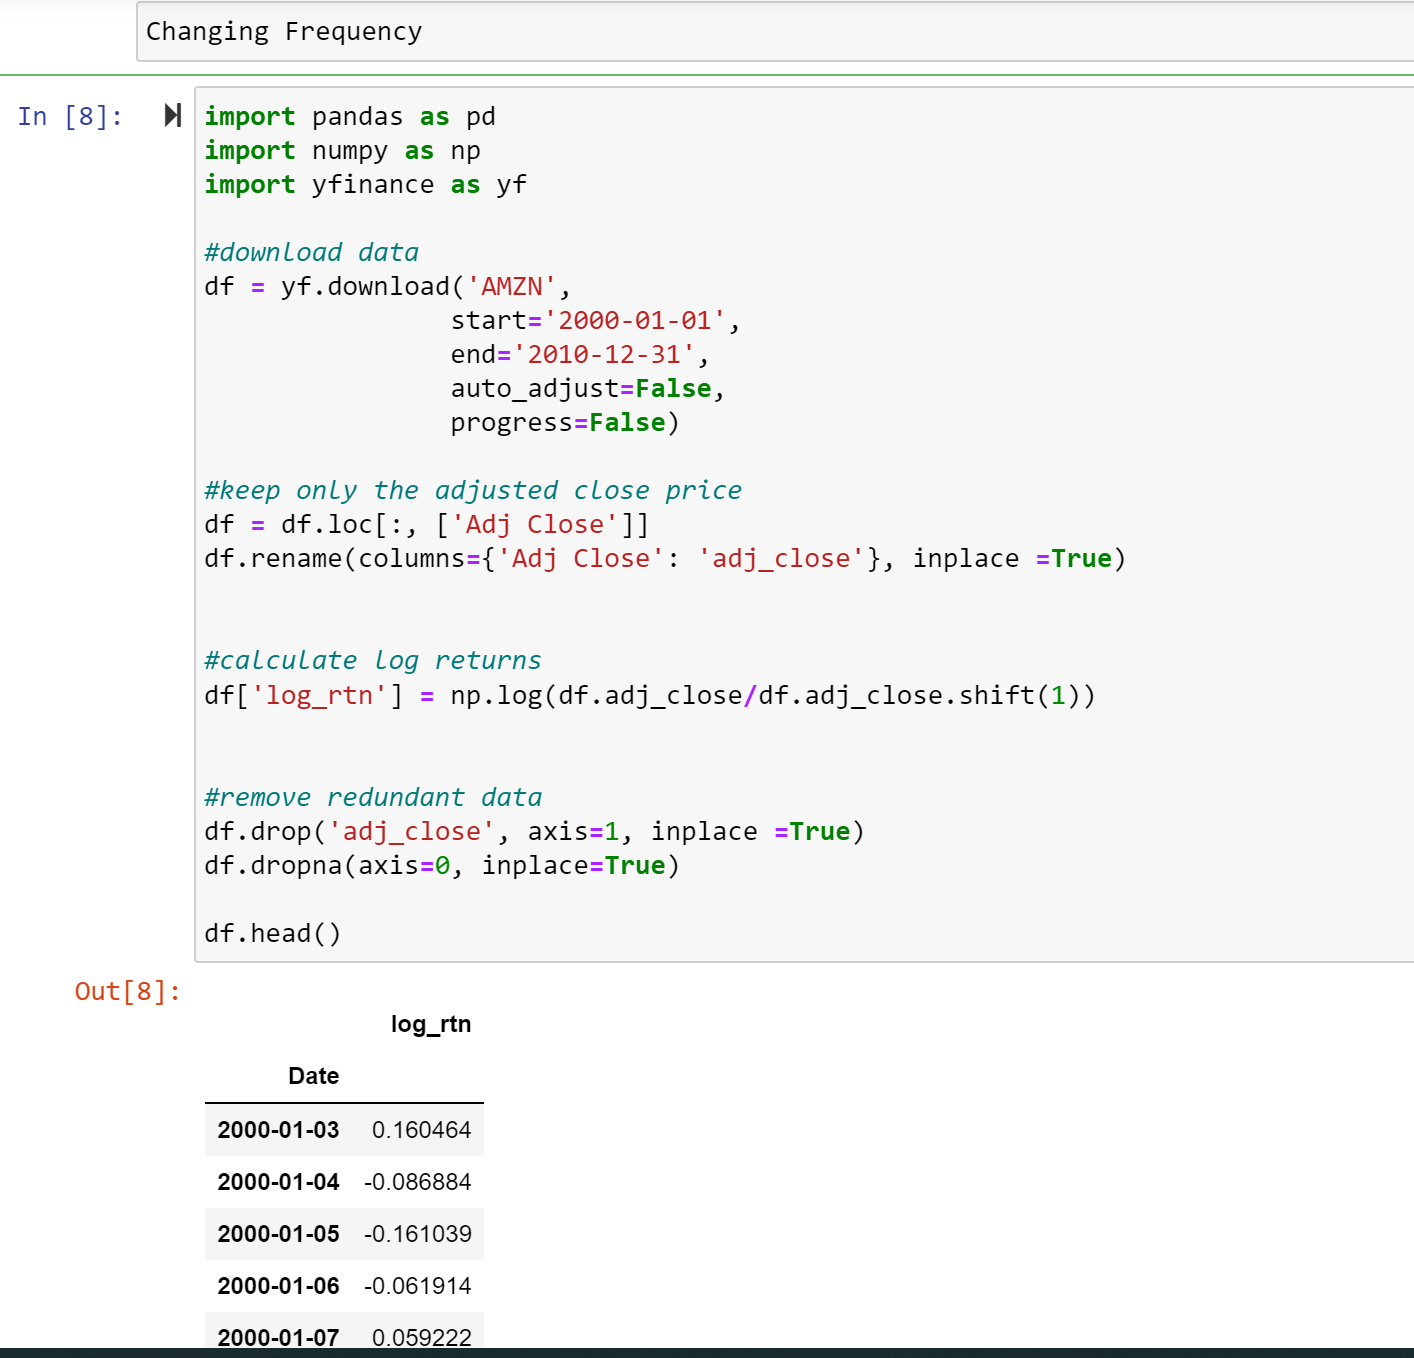 Changing Frequency
In [8]:
import pandas as pd
import numpy as np
import yfinance as yf
#download data
df = yf.download('AMZN',
start='2000-01-01',
end='2010-12-31',
auto_adjust=False,
progress=False)
#keep only the adjusted close price
df = df.loc[:, ['Adj Close']]
df.rename(columns={'Adj Close': 'adj_close'}, inplace =True)
#calculate log returns
df['log_rtn'] = np.log(df.adj_close/df.adj_close.shift(1))
#remove redundant data
df.drop('adj_close', axis=1, inplace =True)
df.dropna(axis=0, inplace=True)
df.head()
Out[8]:
log_rtn
Date
2000-01-03 0.160464
2000-01-04 -0.086884
2000-01-05 -0.161039
2000-01-06 -0.061914
2000-01-07 0.059222